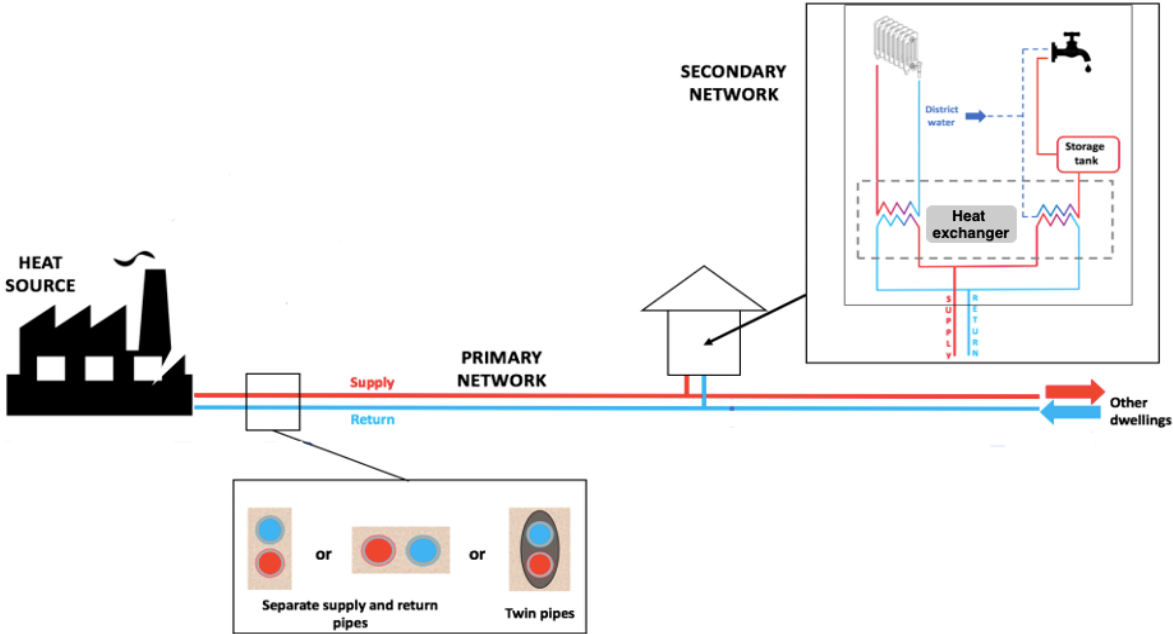 SECONDARY
NETWORK
District
water
Storage
tank
Heat
exchanger
SUPPLY
RETURN
HEAT
SOURCE
PRIMARY
NETWORK
Supply
Return
Other
dwellings
or
or
Separate supply and return
pipes
Twin pipes